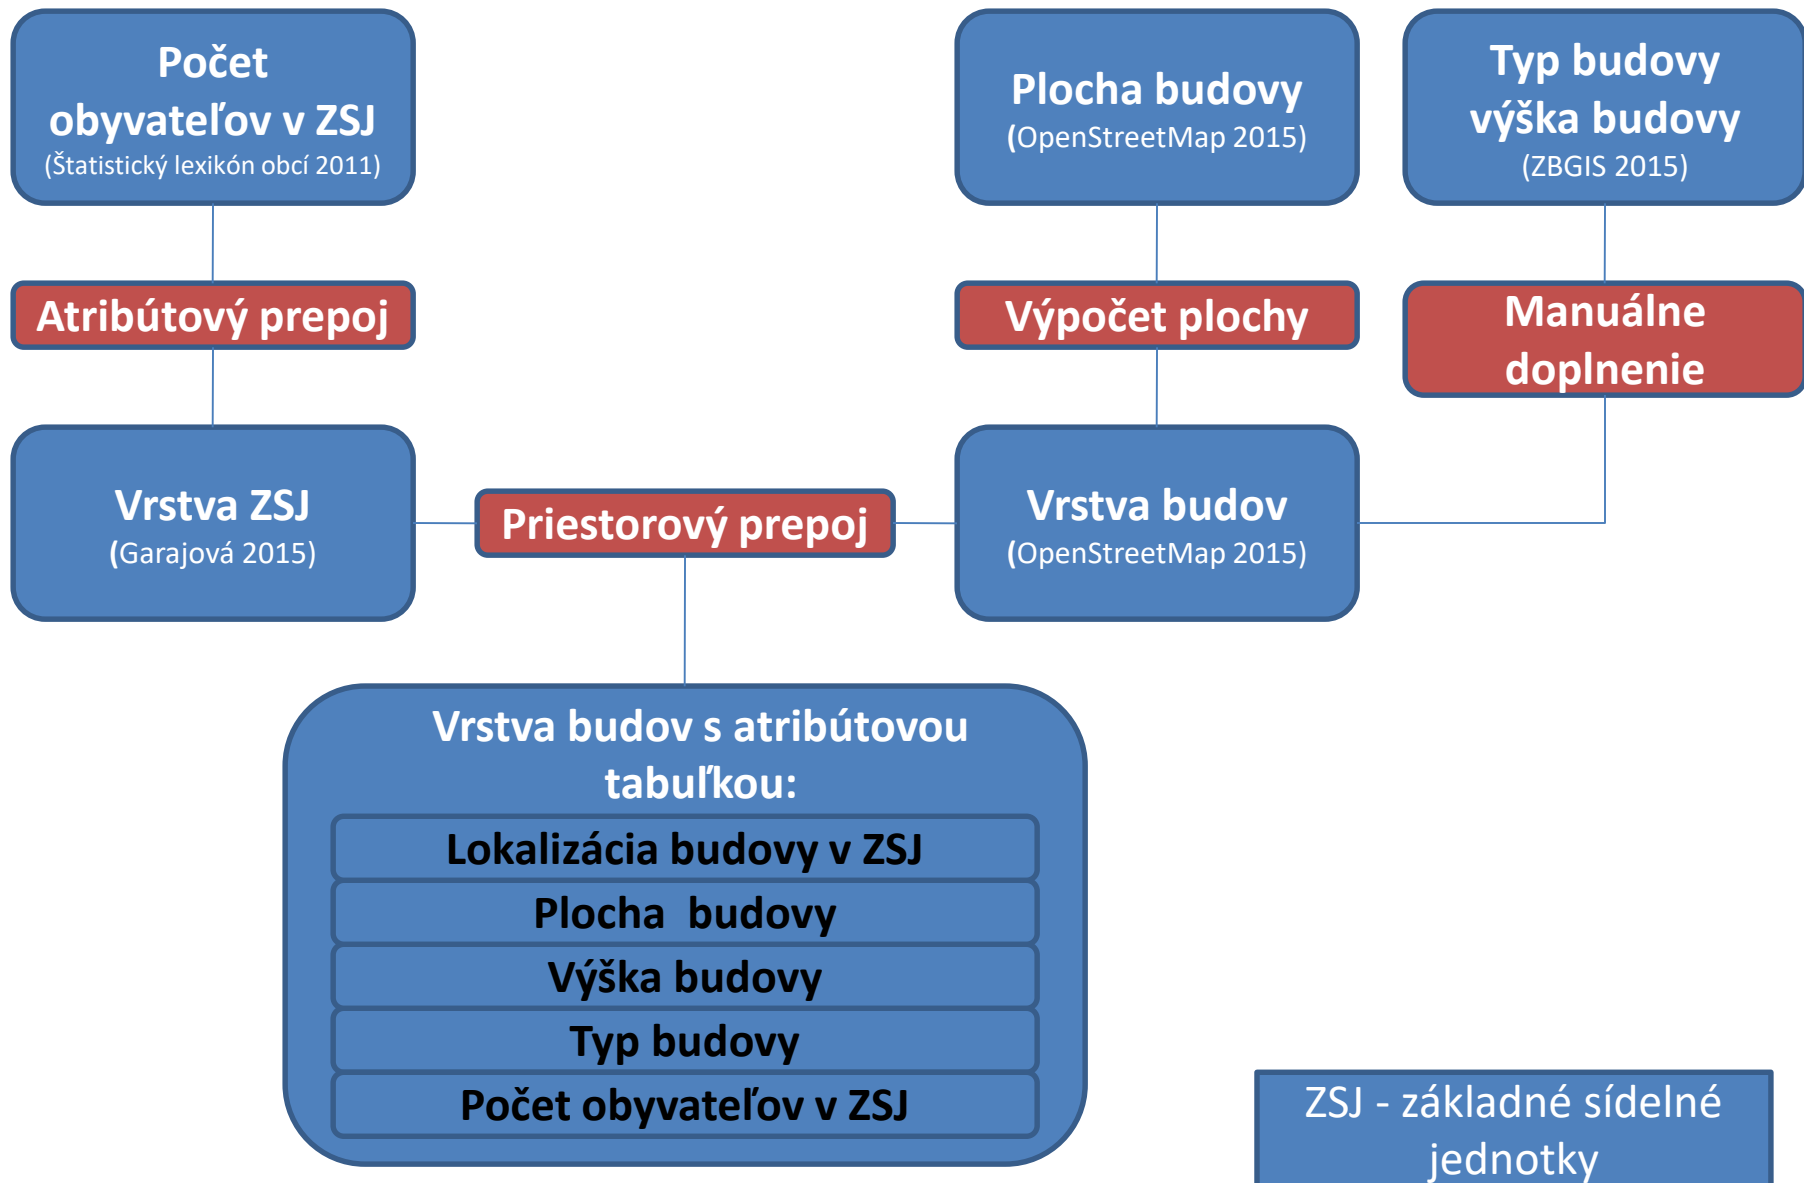 Počet
obyvateľov v ZSJ
(Štatistický lexikón obcí 2011)
Plocha budovy
(OpenStreetMap 2015)
Typ budovy
výška budovy
(ZBGIS 2015)
Atribútový prepoj
Výpočet plochy
Manuálne
doplnenie
Vrstva ZSJ
(Garajová 2015)
Priestorový prepoj
Vrstva budov
(OpenStreetMap 2015)
Vrstva budov s atribútovou
tabuľkou:
Lokalizácia budovy v ZSJ
Plocha  budovy
Výška budovy
Typ budovy
Počet obyvateľov v ZSJ
ZSJ - základné sídelné
jednotky